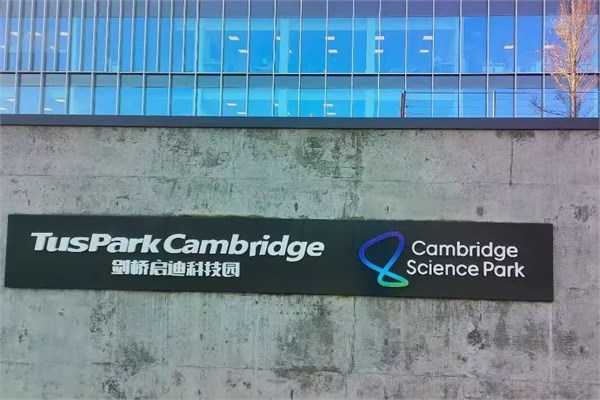 TusPark Cambridge
剑桥启迪科技园
Cambridge
Science Park